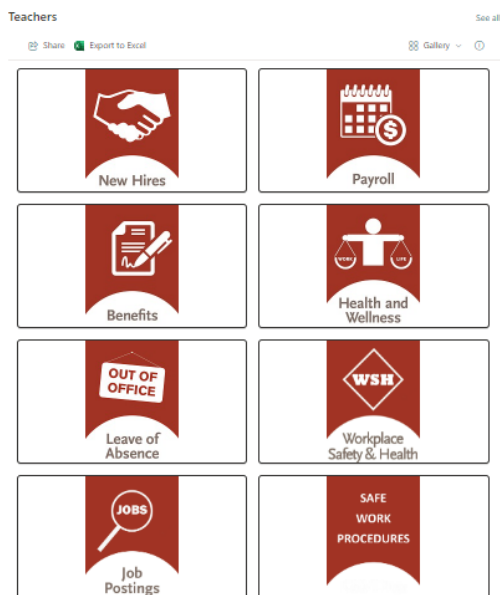 Teachers
See all
Share
Export to Excel
Gallery
New Hires
$
Payroll
Benefits
WORK
LIFE
Health and
Wellness
OUT OF
OFFICE
Leave of
Absence
WSH
Workplace
Safety & Health
JOBS
Job
Postings
SAFE
WORK
PROCEDURES